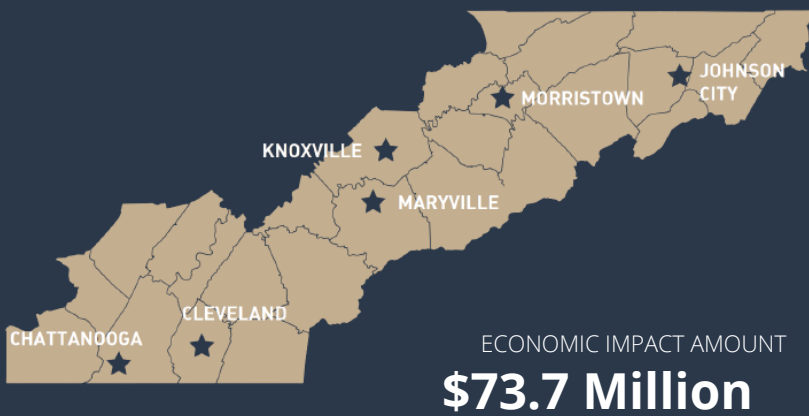 JOHNSON
CITY
MORRISTOWN
KNOXVILLE
MARYVILLE
CLEVELAND
CHATTANOOGA
ECONOMIC IMPACT AMOUNT
$73.7 Million